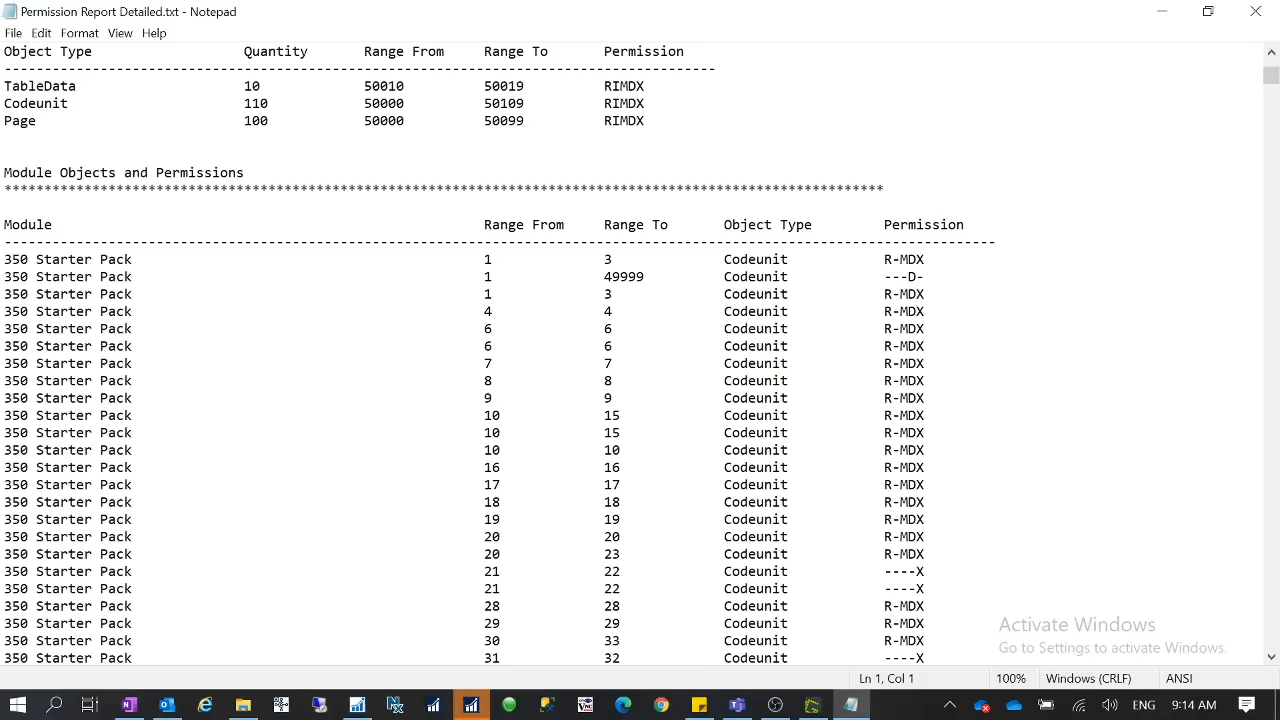 Permission Report Detailed.txt - Notepad
File Edit Format View Help
Object Type Quantity Range From Range To Permission
-----------------------------------------------------------------------------------------
TableData 10 50010 50019 RIMDX
Codeunit 110 50000 50109 RIMDX
Page 100 50000 50099 RIMDX
Module Objects and Permissions
**************************************************************************************************************
Module Range From Range To Object Type Permission
----------------------------------------------------------------------------------------------------------------------------
350 Starter Pack 1 3 Codeunit R-MDX
350 Starter Pack 1 49999 Codeunit ---D-
350 Starter Pack 1 3 Codeunit R-MDX
350 Starter Pack 4 4 Codeunit R-MDX
350 Starter Pack 6 6 Codeunit R-MDX
350 Starter Pack 6 6 Codeunit R-MDX
350 Starter Pack 7 7 Codeunit R-MDX
350 Starter Pack 8 8 Codeunit R-MDX
350 Starter Pack 9 9 Codeunit R-MDX
350 Starter Pack 10 15 Codeunit R-MDX
350 Starter Pack 10 15 Codeunit R-MDX
350 Starter Pack 10 10 Codeunit R-MDX
350 Starter Pack 16 16 Codeunit R-MDX
350 Starter Pack 17 17 Codeunit R-MDX
350 Starter Pack 18 18 Codeunit R-MDX
350 Starter Pack 19 19 Codeunit R-MDX
350 Starter Pack 20 20 Codeunit R-MDX
350 Starter Pack 20 23 Codeunit R-MDX
350 Starter Pack 21 22 Codeunit ----X
350 Starter Pack 21 22 Codeunit ----X
350 Starter Pack 28 28 Codeunit R-MDX
350 Starter Pack 29 29 Codeunit R-MDX
350 Starter Pack 30 33 Codeunit R-MDX
350 Starter Pack 31 32 Codeunit ----X
Activate Windows
Go to Settings to activate Windows.
Ln 1, Col 1 100% Windows (CRLF) ANSI
ENG 9:14 AM